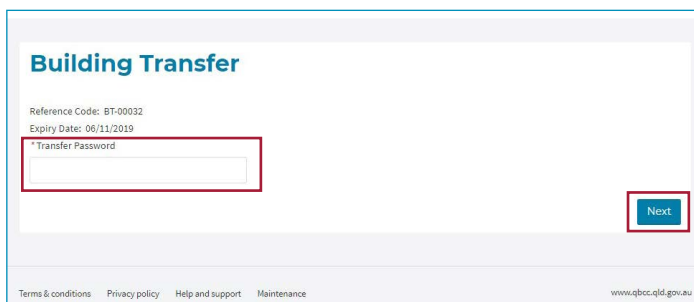 Building Transfer
Reference Code: BT-00032
Expiry Date: 06/11/2019
*Transfer Password
Next
Terms & conditions Privacy policy Help and support Maintenance www.qbcc.qld.gov.au